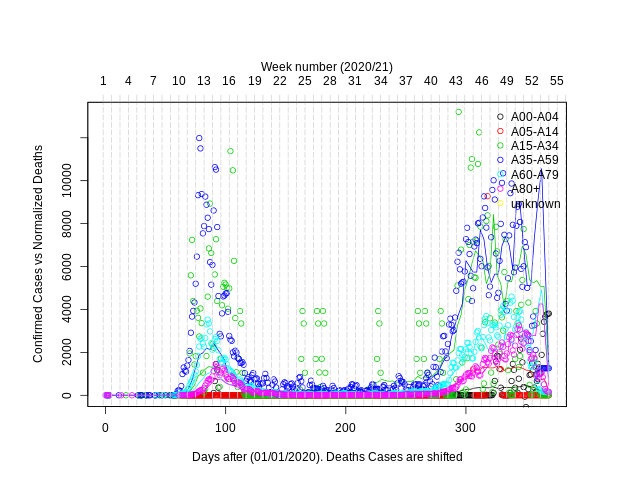 Week number (2020/21)
1 4 7 10 13 16 19 22 25 28 31 34 37 40 43 46 49 52 55
Confirmed Cases vs Normalized Deaths
0 2000 4000 6000 8000 10000
A00-A04
A05-A14
A15-A34
A35-A59
A60-A79
A80+
unknown
0 100 200 300
Days after (01/01/2020). Deaths Cases are shifted